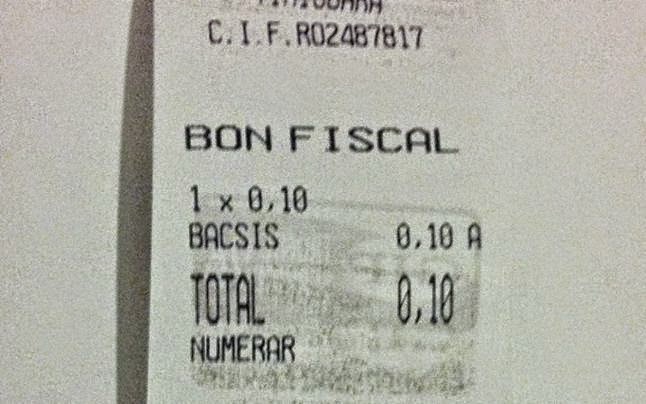 C.I.F.RO2487817
BON FISCAL
1 x 0,10
BACSIS 0,10 A
TOTAL 0,10
NUMERAR